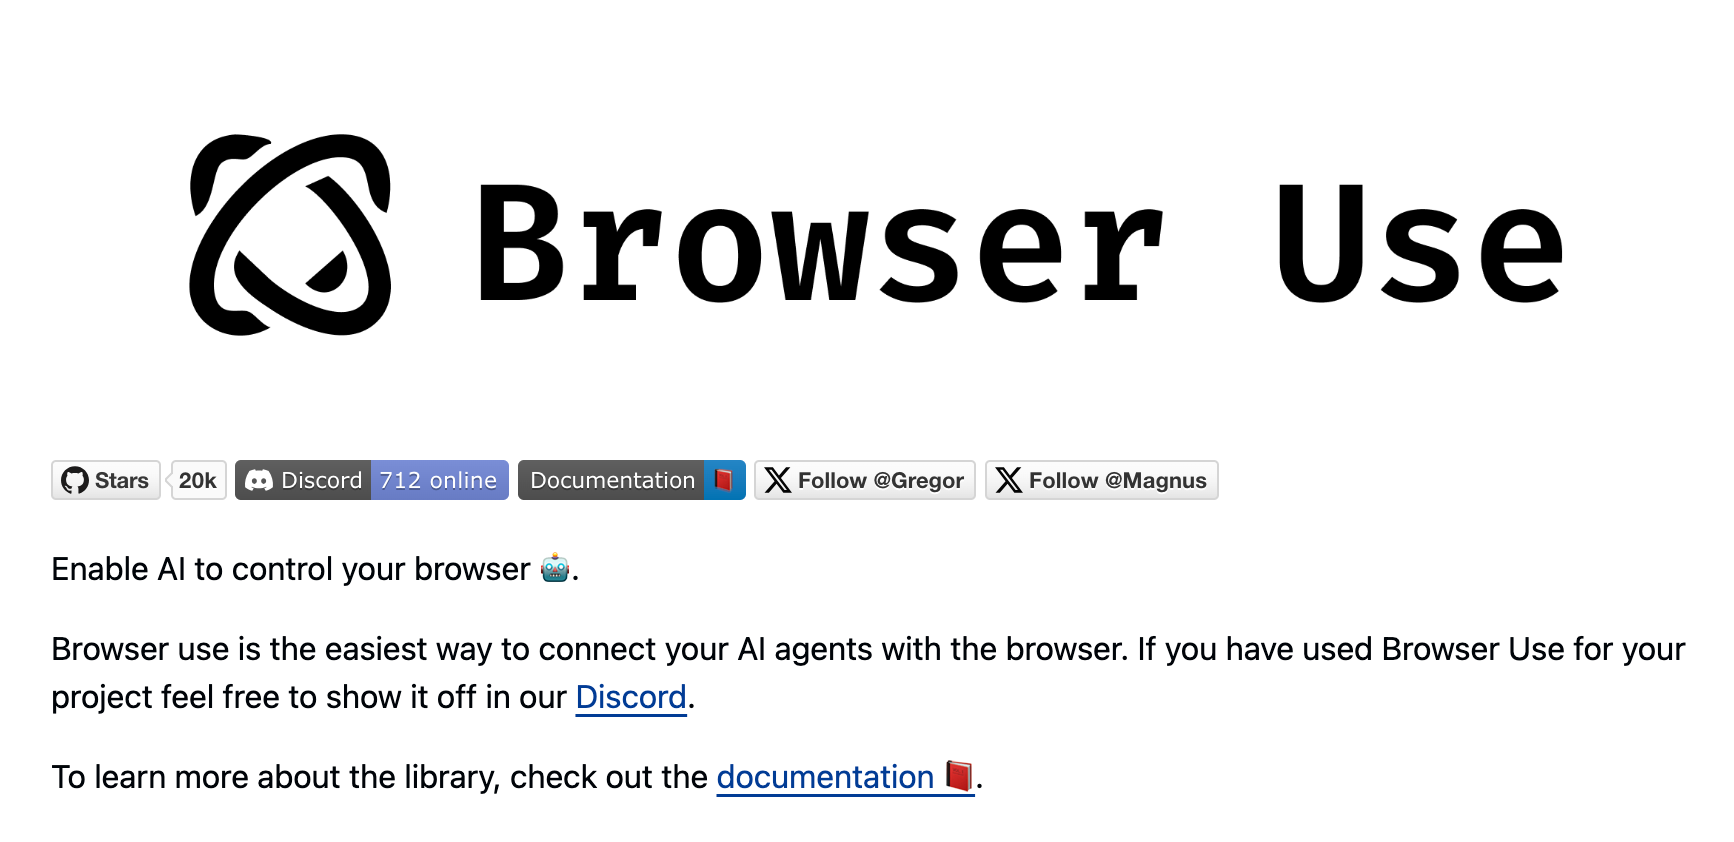 Browser Use
Stars 20k Discord 712 online Documentation 📕 Follow @Gregor Follow @Magnus
Enable AI to control your browser 🤖.
Browser use is the easiest way to connect your AI agents with the browser. If you have used Browser Use for your
project feel free to show it off in our Discord.
To learn more about the library, check out the documentation 📕.